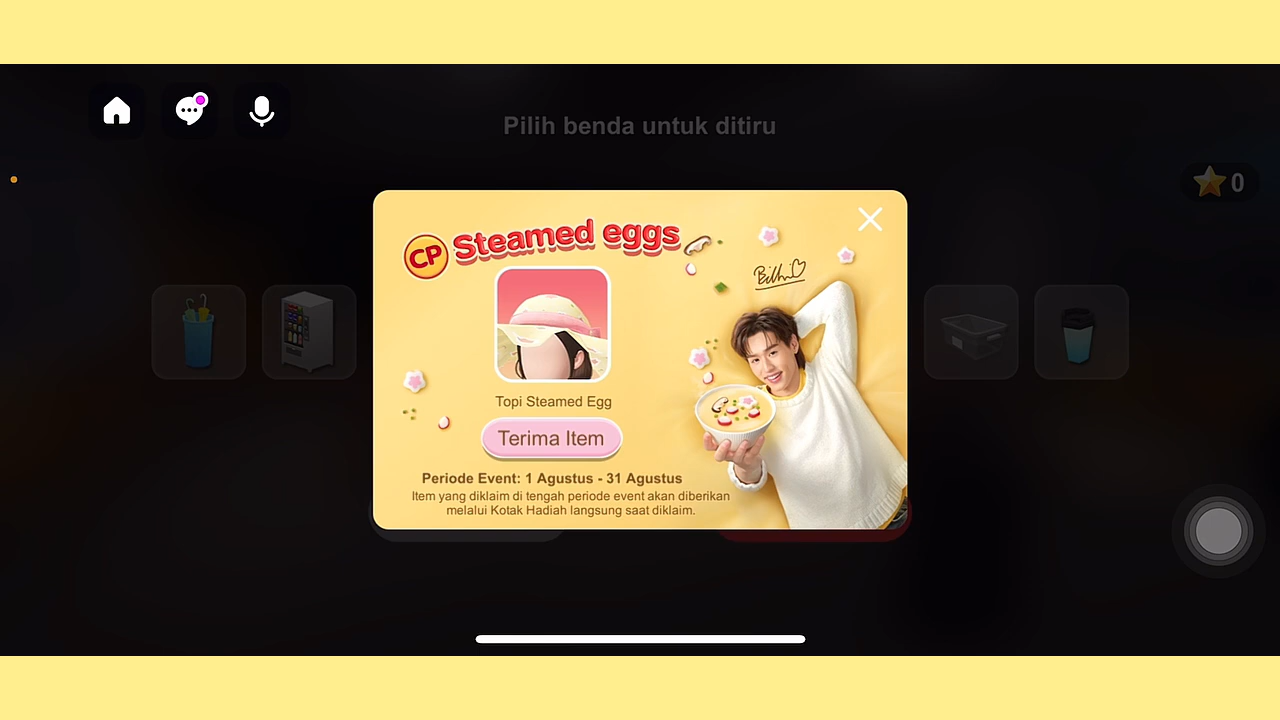 Pilih benda untuk ditiru
0
CP Steamed eggs
Topi Steamed Egg
Terima Item
Periode Event: 1 Agustus - 31 Agustus
Item yang diklaim di tengah periode event akan diberikan
melalui Kotak Hadiah langsung saat diklaim.